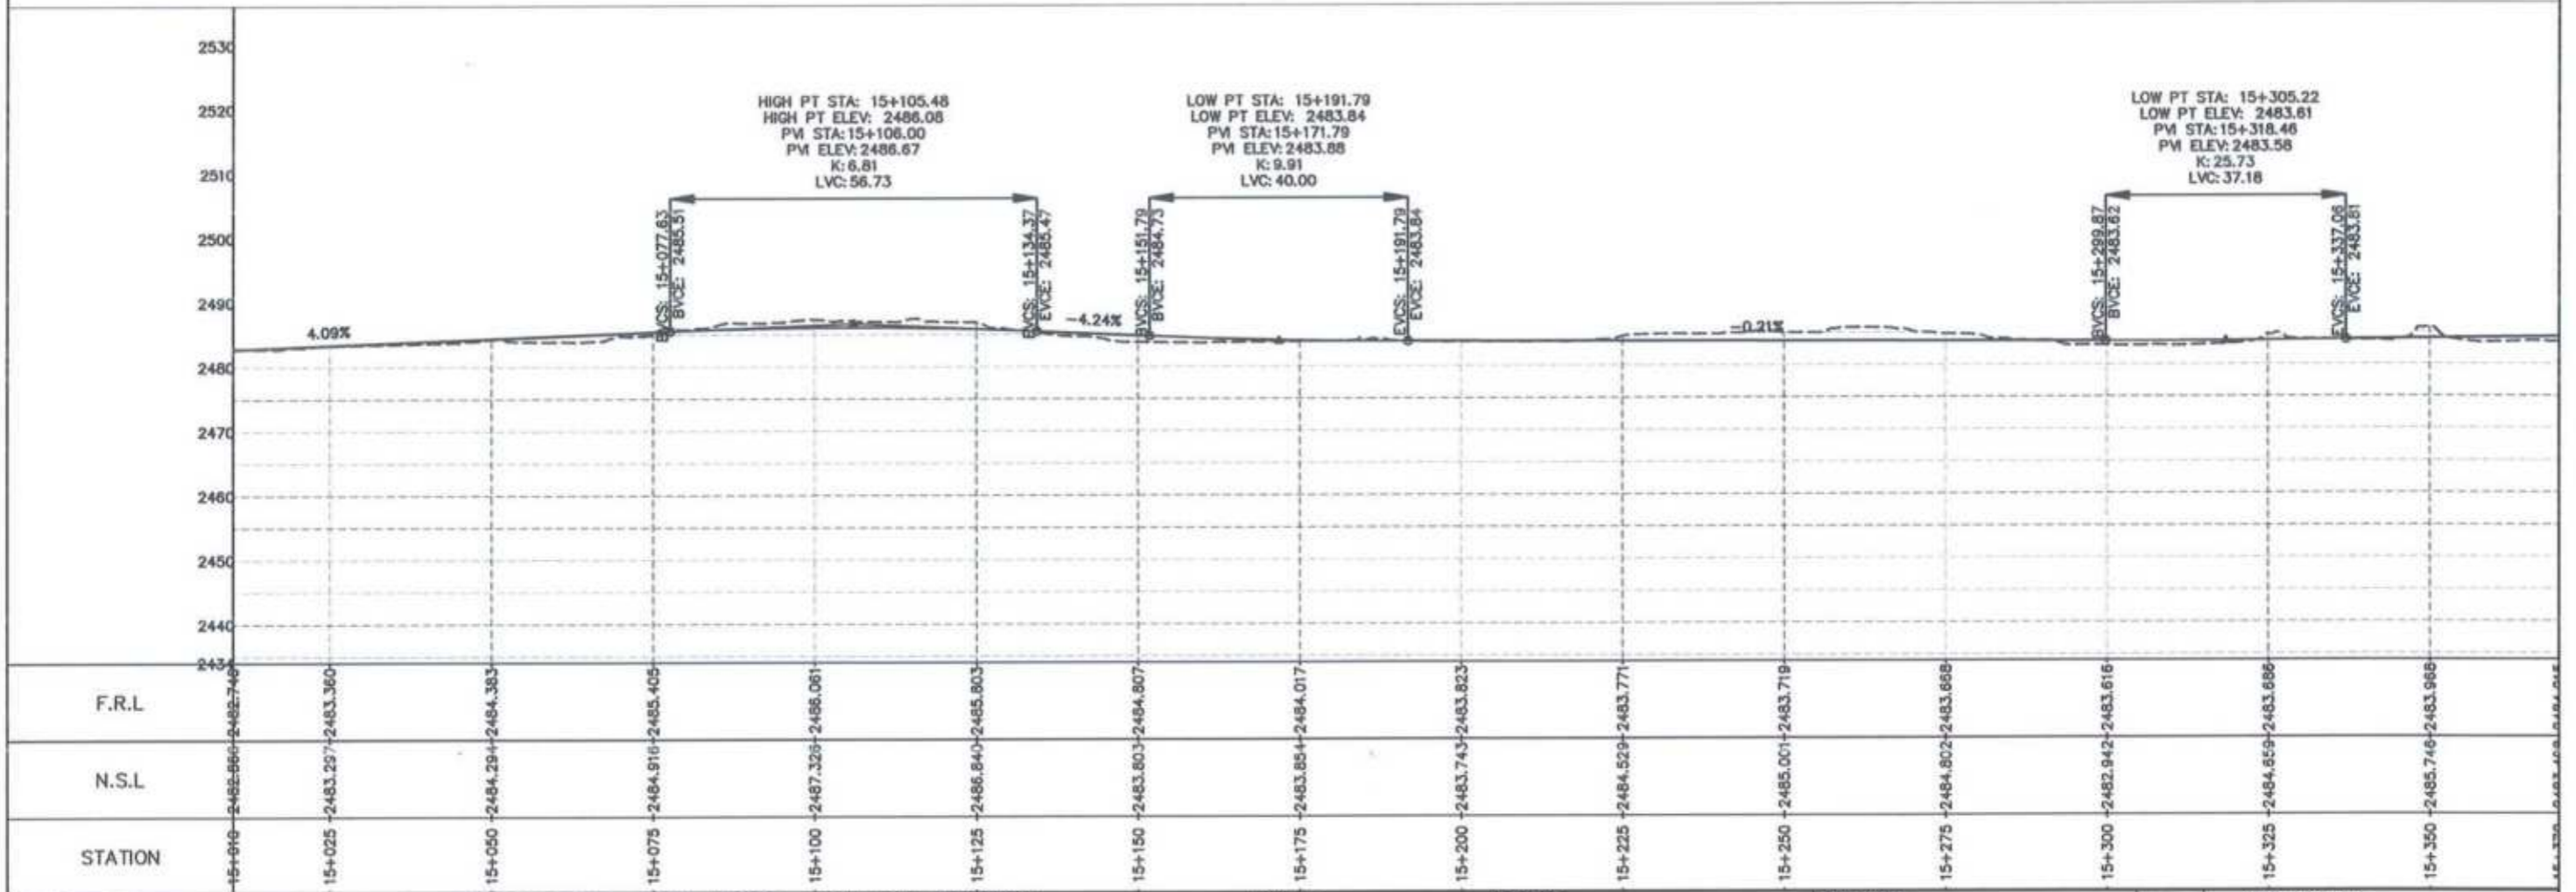 2530
2520
2510
2500
2490
2480
2470
2460
2450
2440
2434
HIGH PT STA: 15+105.48
HIGH PT ELEV: 2486.08
PVI STA:15+106.00
PVI ELEV:2486.67
K:6.81
LVC:56.73
LOW PT STA: 15+191.79
LOW PT ELEV: 2483.84
PVI STA:15+171.79
PVI ELEV:2483.88
K:9.91
LVC:40.00
LOW PT STA: 15+305.22
LOW PT ELEV: 2483.61
PVI STA:15+318.46
PVI ELEV:2483.58
K:25.73
LVC:37.18
BVCS: 15+077.63
BVCE: 2485.51
EVCS: 15+134.37
EVCE: 2485.47
BVCS: 15+151.79
BVCE: 2484.73
EVCS: 15+191.79
EVCE: 2483.84
BVCS: 15+299.87
BVCE: 2483.62
EVCS: 15+337.06
EVCE: 2483.81
4.09%
-4.24%
-0.21%
F.R.L
2482.746
2483.360
2484.383
2485.405
2486.061
2485.803
2484.807
2484.017
2483.823
2483.771
2483.719
2483.668
2483.616
2483.686
2483.968
N.S.L
2482.866
2483.297
2484.294
2484.916
2487.326
2486.840
2483.803
2483.854
2483.743
2484.529
2485.001
2484.802
2482.942
2484.659
2485.746
STATION
15+010
15+025
15+050
15+075
15+100
15+125
15+150
15+175
15+200
15+225
15+250
15+275
15+300
15+325
15+350